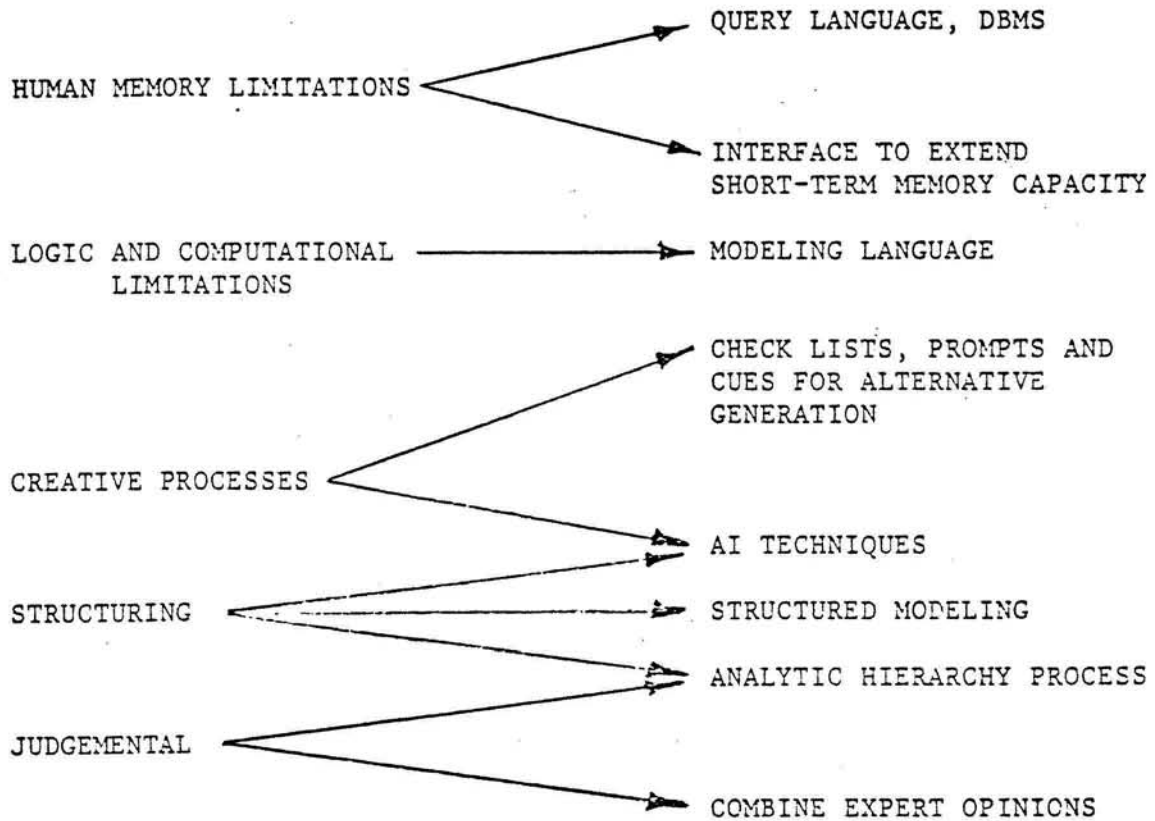 QUERY LANGUAGE, DBMS
HUMAN MEMORY LIMITATIONS
INTERFACE TO EXTEND
SHORT-TERM MEMORY CAPACITY
LOGIC AND COMPUTATIONAL
LIMITATIONS
MODELING LANGUAGE
CHECK LISTS, PROMPTS AND
CUES FOR ALTERNATIVE
GENERATION
CREATIVE PROCESSES
AI TECHNIQUES
STRUCTURING
STRUCTURED MODELING
ANALYTIC HIERARCHY PROCESS
JUDGEMENTAL
COMBINE EXPERT OPINIONS